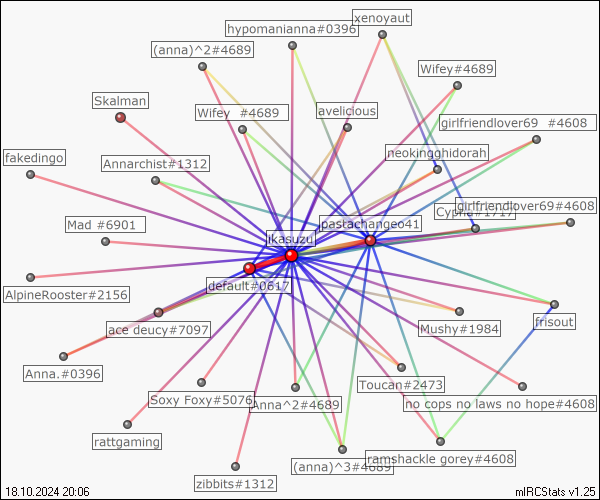 xenoyaut
hypomanianna#0396
(anna)^2#4689
Wifey#4689
Skalman
Wifey #4689
avelicious
girlfriendlover69 #4608
fakedingo
Annarchist#1312
neokingghidorah
girlfriendlover69#4608
Mad #6901
pastachangeo41
jkasuzu
default#0617
AlpineRooster#2156
ace deucy#7097
Mushy#1984
frisout
Anna.#0396
Toucan#2473
Soxy Foxy#5076
Anna^2#4689
no cops no laws no hope#4608
rattgaming
(anna)^3#4689
ramshackle gorey#4608
zibbits#1312
18.10.2024 20:06
mIRCStats v1.25